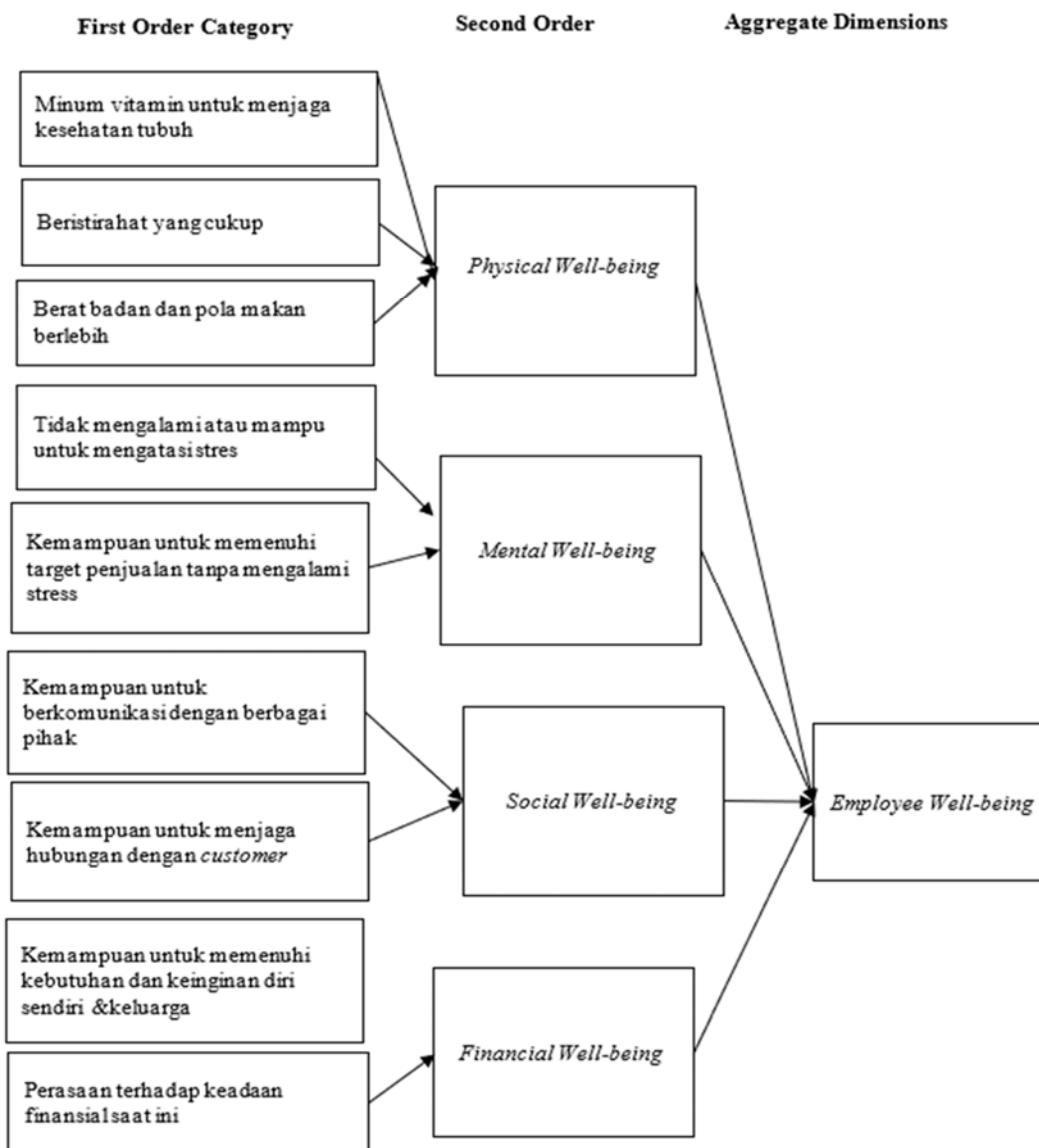 First Order Category
Second Order
Aggregate Dimensions
Minum vitamin untuk menjaga
kesehatan tubuh
Beristirahat yang cukup
Berat badan dan pola makan
berlebih
Physical Well-being
Tidak mengalami atau mampu
untuk mengatasi stres
Kemampuan untuk memenuhi
target penjualan tanpa mengalami
stress
Mental Well-being
Kemampuan untuk
berkomunikasi dengan berbagai
pihak
Kemampuan untuk menjaga
hubungan dengan customer
Social Well-being
Employee Well-being
Kemampuan untuk memenuhi
kebutuhan dan keinginan diri
sendiri &keluarga
Perasaan terhadap keadaan
finansial saat ini
Financial Well-being